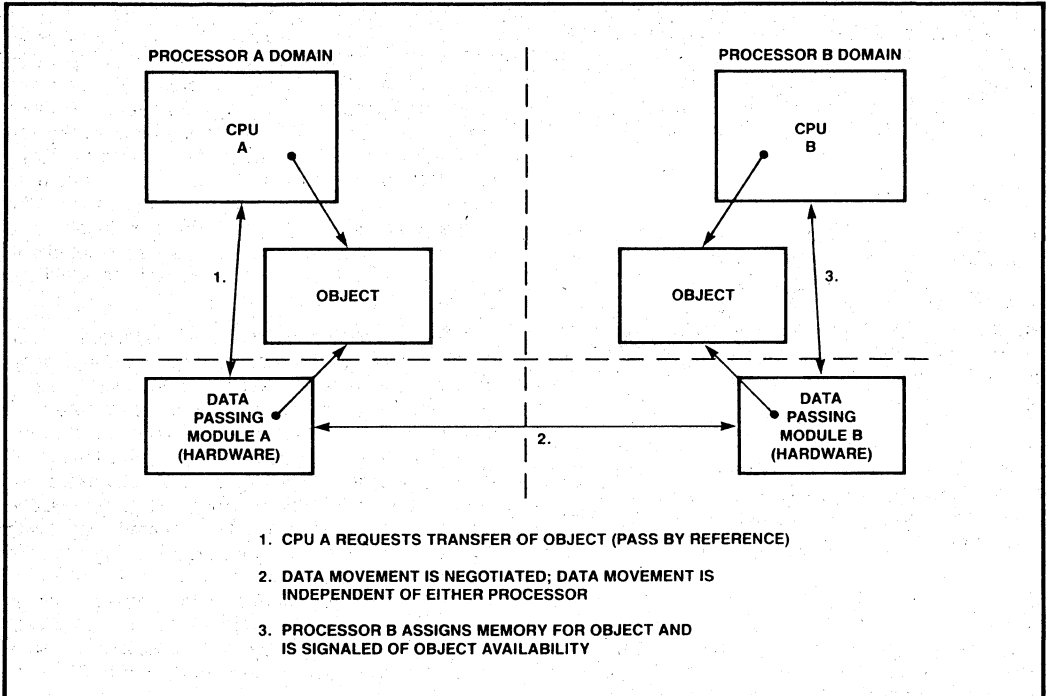 PROCESSOR A DOMAIN
PROCESSOR B DOMAIN
CPU
A
CPU
B
1.
OBJECT
OBJECT
3.
DATA
PASSING
MODULE A
(HARDWARE)
2.
DATA
PASSING
MODULE B
(HARDWARE)
1. CPU A REQUESTS TRANSFER OF OBJECT (PASS BY REFERENCE)
2. DATA MOVEMENT IS NEGOTIATED; DATA MOVEMENT IS
INDEPENDENT OF EITHER PROCESSOR
3. PROCESSOR B ASSIGNS MEMORY FOR OBJECT AND
IS SIGNALED OF OBJECT AVAILABILITY